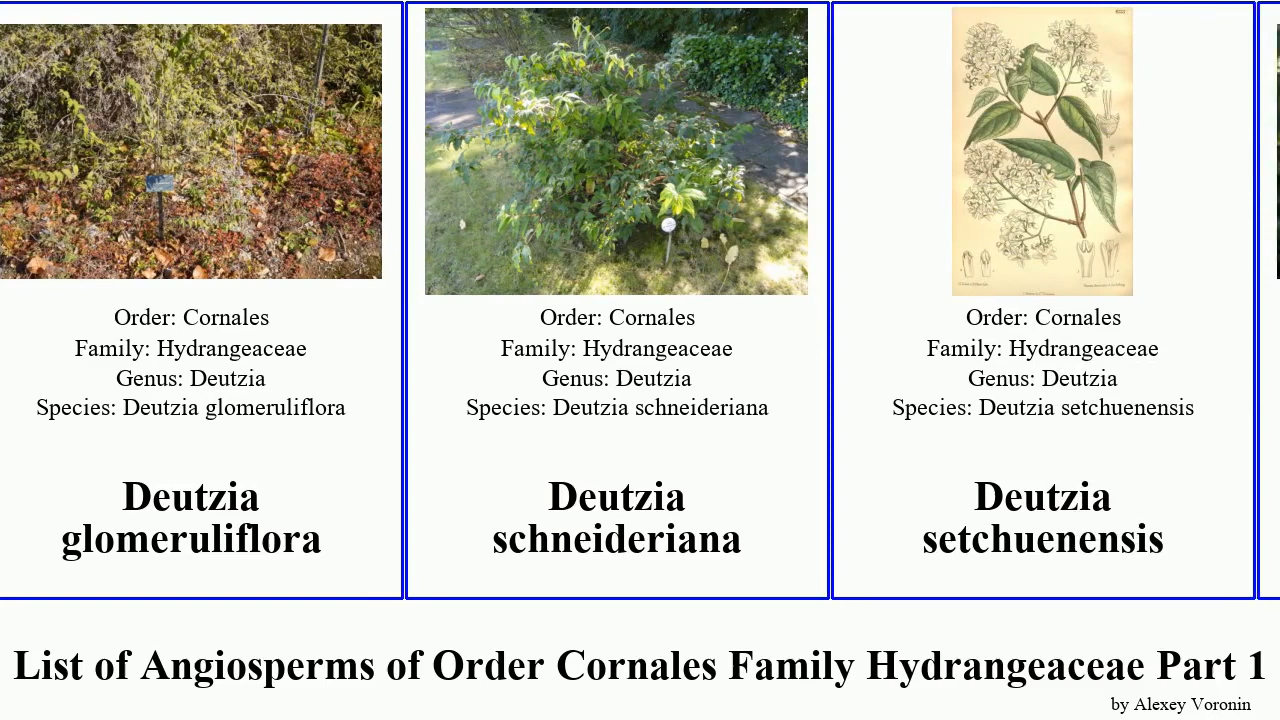 Order: Cornales
Family: Hydrangeaceae
Genus: Deutzia
Species: Deutzia glomeruliflora
Deutzia
glomeruliflora
Order: Cornales
Family: Hydrangeaceae
Genus: Deutzia
Species: Deutzia schneideriana
Deutzia
schneideriana
Order: Cornales
Family: Hydrangeaceae
Genus: Deutzia
Species: Deutzia setchuenensis
Deutzia
setchuenensis
List of Angiosperms of Order Cornales Family Hydrangeaceae Part 1
by Alexey Voronin